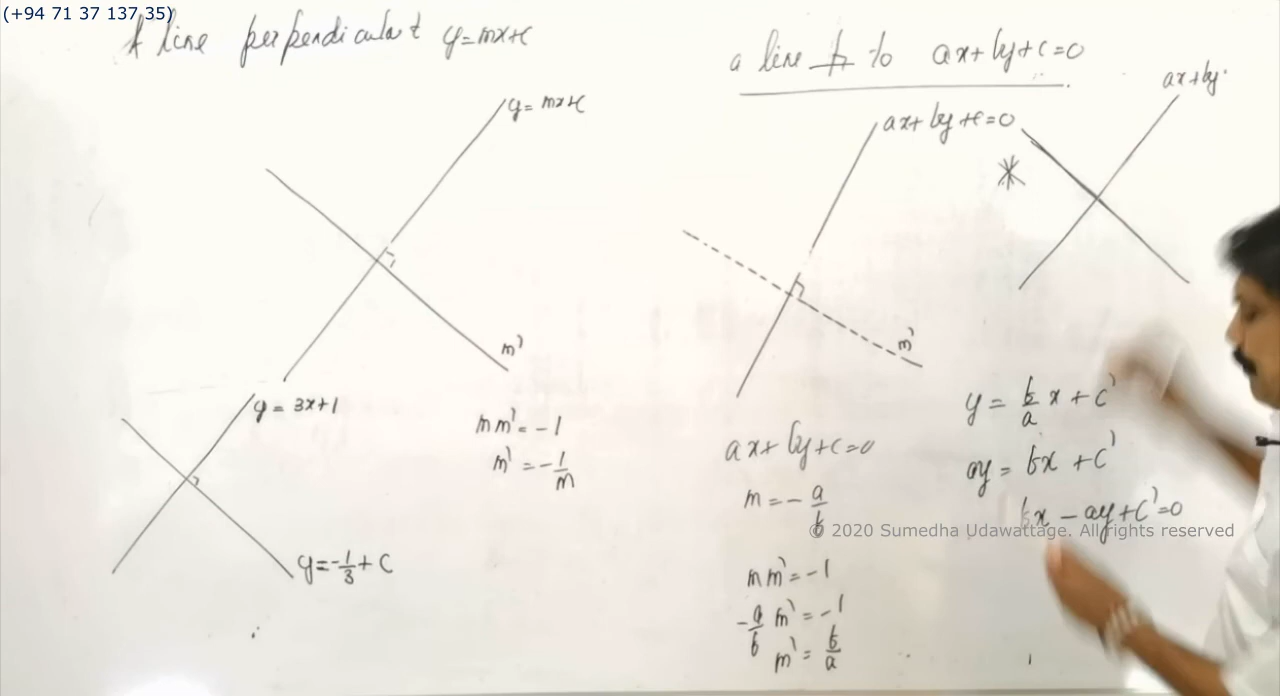 (+94 71 37 137 35)
A line perpendicular t y=mx+c
y = mx+c
m'
y = 3x+1
mm' = -1
m' = -1/m
y=-1/3+ C
a line ⊥r to ax+by+c=0
ax+by+c=0
m'
ax+by+c=0
m = - a/b
mm' = -1
-a/b m' = -1
m' = b/a
ax+by
*
y = b/a x + C'
ay = bx + C'
bx - ay + C'=0
© 2020 Sumedha Udawattage. All rights reserved